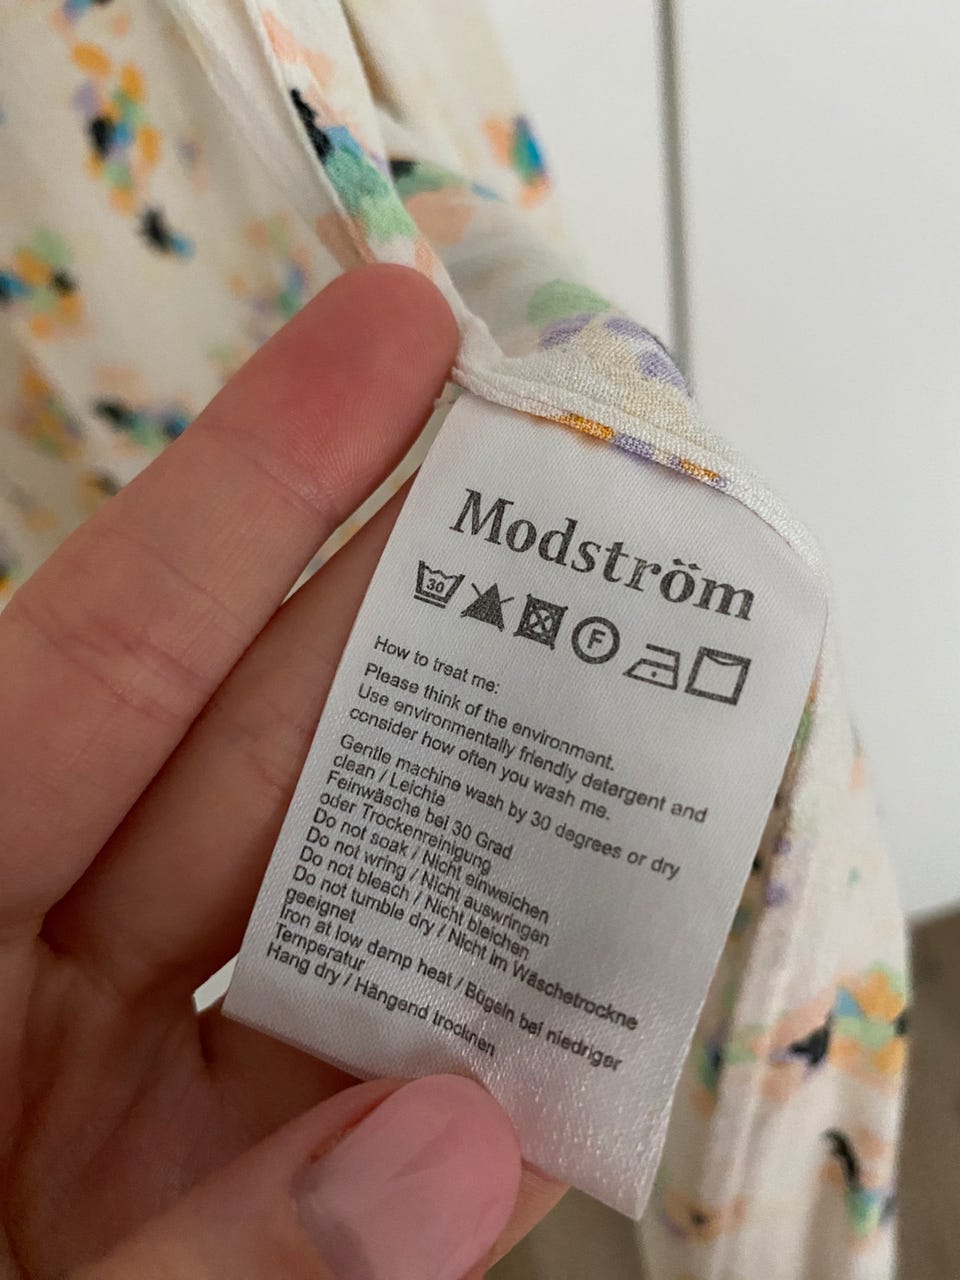 Modström
30
F
How to treat me:
Please think of the environment.
Use environmentally friendly detergent and
consider how often you wash me.
Gentle machine wash by 30 degrees or dry
clean / Leichte
Feinwäsche bei 30 Grad
oder Trockenreinigung
Do not soak / Nicht einweichen
Do not wring / Nicht auswringen
Do not bleach / Nicht bleichen
Do not tumble dry / Nicht im Wäschetrockne
geeignet
Iron at low damp heat / Bügeln bei niedriger
Temperatur
Hang dry / Hängend trocknen